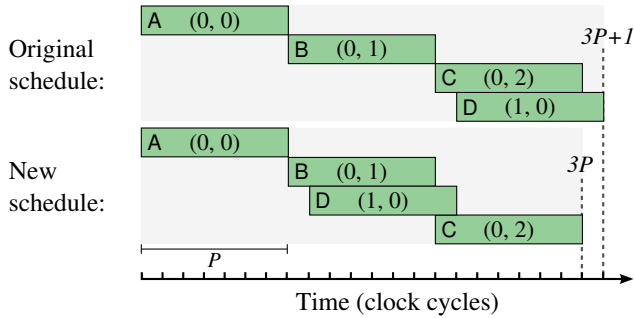 A (0, 0)
3P+1
Original
schedule:
B (0, 1)
C (0, 2)
D (1, 0)
A (0, 0)
3P
New
schedule:
B (0, 1)
D (1, 0)
C (0, 2)
P
Time (clock cycles)